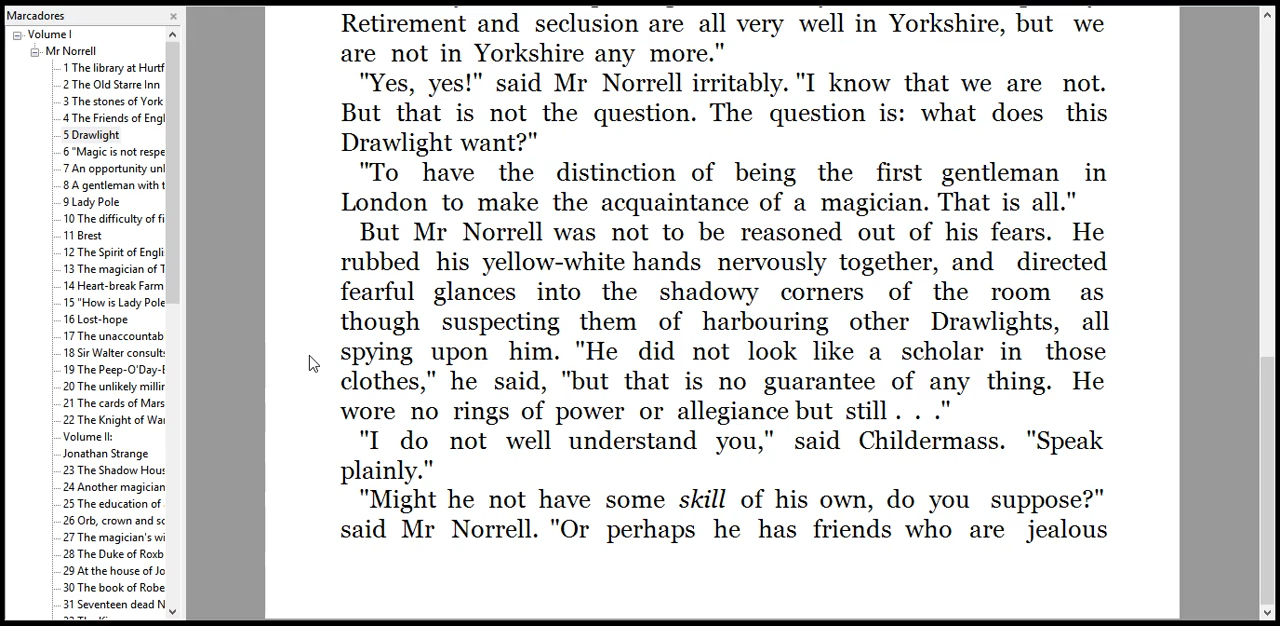 Marcadores
Volume I
Mr Norrell
1 The library at Hurtf
2 The Old Starre Inn
3 The stones of York
4 The Friends of Engl
5 Drawlight
6 "Magic is not respe
7 An opportunity unl
8 A gentleman with t
9 Lady Pole
10 The difficulty of fi
11 Brest
12 The Spirit of Engli
13 The magician of T
14 Heart-break Farm
15 "How is Lady Pole
16 Lost-hope
17 The unaccountab
18 Sir Walter consults
19 The Peep-O'Day-B
20 The unlikely millin
21 The cards of Mars
22 The Knight of War
Volume II:
Jonathan Strange
23 The Shadow Hous
24 Another magician
25 The education of
26 Orb, crown and sc
27 The magician's wi
28 The Duke of Roxb
29 At the house of Jo
30 The book of Robe
31 Seventeen dead N
Retirement and seclusion are all very well in Yorkshire, but we
are not in Yorkshire any more."
"Yes, yes!" said Mr Norrell irritably. "I know that we are not.
But that is not the question. The question is: what does this
Drawlight want?"
"To have the distinction of being the first gentleman in
London to make the acquaintance of a magician. That is all."
But Mr Norrell was not to be reasoned out of his fears. He
rubbed his yellow-white hands nervously together, and directed
fearful glances into the shadowy corners of the room as
though suspecting them of harbouring other Drawlights, all
spying upon him. "He did not look like a scholar in those
clothes," he said, "but that is no guarantee of any thing. He
wore no rings of power or allegiance but still . . ."
"I do not well understand you," said Childermass. "Speak
plainly."
"Might he not have some skill of his own, do you suppose?"
said Mr Norrell. "Or perhaps he has friends who are jealous